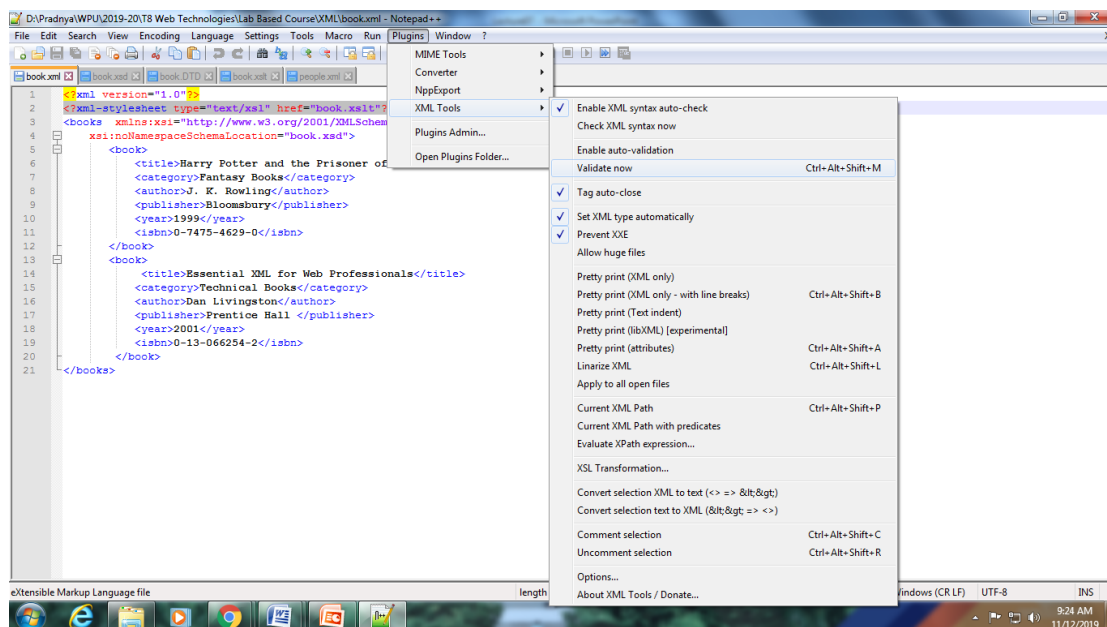 D:\Pradnya\WPU\2019-20\T8 Web Technologies\Lab Based Course\XML\book.xml - Notepad++
File Edit Search View Encoding Language Settings Tools Macro Run Plugins Window ?
book.xml book.xsd book.DTD book.xslt people.xml
1 <?xml version="1.0"?>
2 <?xml-stylesheet type="text/xsl" href="book.xslt"?
3 <books xmlns:xsi="http://www.w3.org/2001/XMLSchem
4 xsi:noNamespaceSchemaLocation="book.xsd">
5 <book>
6 <title>Harry Potter and the Prisoner of
7 <category>Fantasy Books</category>
8 <author>J. K. Rowling</author>
9 <publisher>Bloomsbury</publisher>
10 <year>1999</year>
11 <isbn>0-7475-4629-0</isbn>
12 </book>
13 <book>
14 <title>Essential XML for Web Professionals</title>
15 <category>Technical Books</category>
16 <author>Dan Livingston</author>
17 <publisher>Prentice Hall </publisher>
18 <year>2001</year>
19 <isbn>0-13-066254-2</isbn>
20 </book>
21 </books>
MIME Tools
Converter
NppExport
XML Tools
Plugins Admin...
Open Plugins Folder...
Enable XML syntax auto-check
Check XML syntax now
Enable auto-validation
Validate now Ctrl+Alt+Shift+M
Tag auto-close
Set XML type automatically
Prevent XXE
Allow huge files
Pretty print (XML only)
Pretty print (XML only - with line breaks) Ctrl+Alt+Shift+B
Pretty print (Text indent)
Pretty print (libXML) [experimental]
Pretty print (attributes) Ctrl+Alt+Shift+A
Linarize XML Ctrl+Alt+Shift+L
Apply to all open files
Current XML Path Ctrl+Alt+Shift+P
Current XML Path with predicates
Evaluate XPath expression...
XSL Transformation...
Convert selection XML to text (<> => &lt;&gt;)
Convert selection text to XML (&lt;&gt; => <>)
Comment selection Ctrl+Alt+Shift+C
Uncomment selection Ctrl+Alt+Shift+R
Options...
About XML Tools / Donate...
eXtensible Markup Language file length Windows (CR LF) UTF-8 INS
9:24 AM
11/12/2019